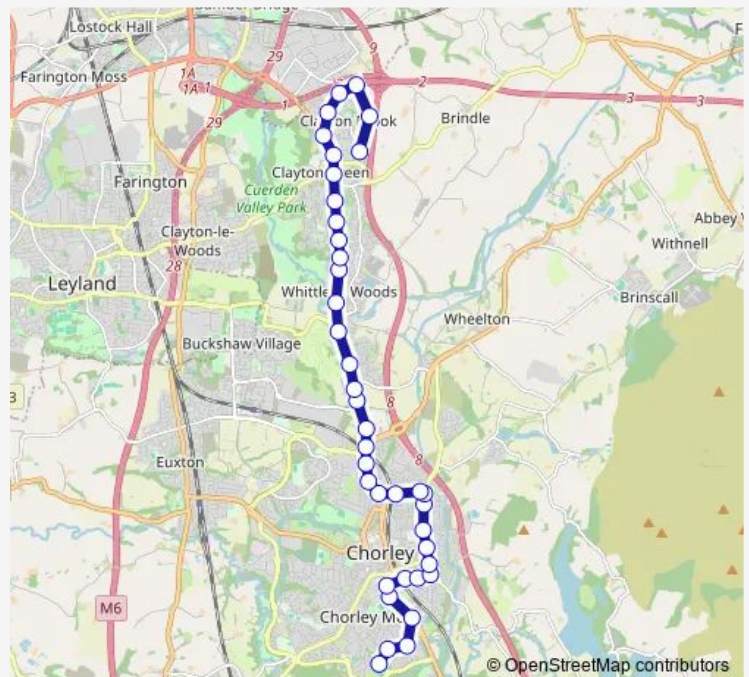 Lostock Hall
29
9
Farington Moss
1A
1A
1
1
2
3
3
29
Brindle
Clayton Green
Farington
Cuerden
Valley Park
Abbey
Clayton-le-
Woods
Withnell
28
Leyland
Whittle Woods
Brinscall
Wheelton
Buckshaw Village
3
8
8
Euxton
Chorley
M6
Chorley M
© OpenStreetMap contributors